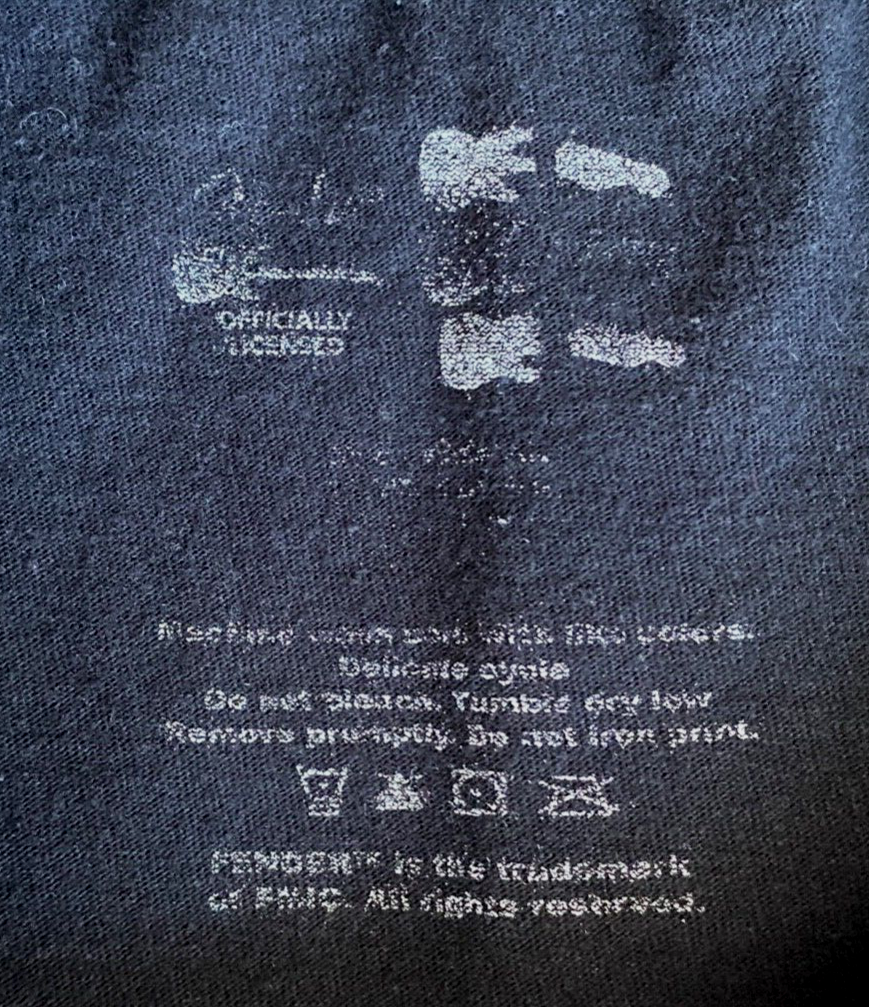 OFFICIALLY
LICENSED
Machine wash cold with like colors.
Delicate cycle
Do not bleach. Tumble dry low
Remove promptly. Do not iron print.
FENDER™ is the trademark
of FMIC. All rights reserved.